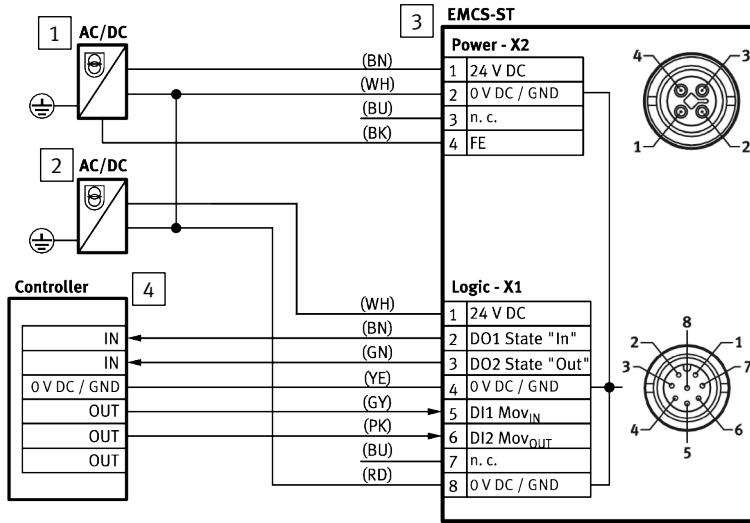 1 AC/DC
2 AC/DC
3 EMCS-ST
Power - X2
(BN) 1 24 V DC
(WH) 2 0 V DC / GND
(BU) 3 n. c.
(BK) 4 FE
4 3
1 2
Controller 4
IN
IN
0 V DC / GND
OUT
OUT
OUT
Logic - X1
(WH) 1 24 V DC
(BN) 2 DO1 State "In"
(GN) 3 DO2 State "Out"
(YE) 4 0 V DC / GND
(GY) 5 DI1 MovIN
(PK) 6 DI2 MovOUT
(BU) 7 n. c.
(RD) 8 0 V DC / GND
8
2 1
3 7
4 6
5